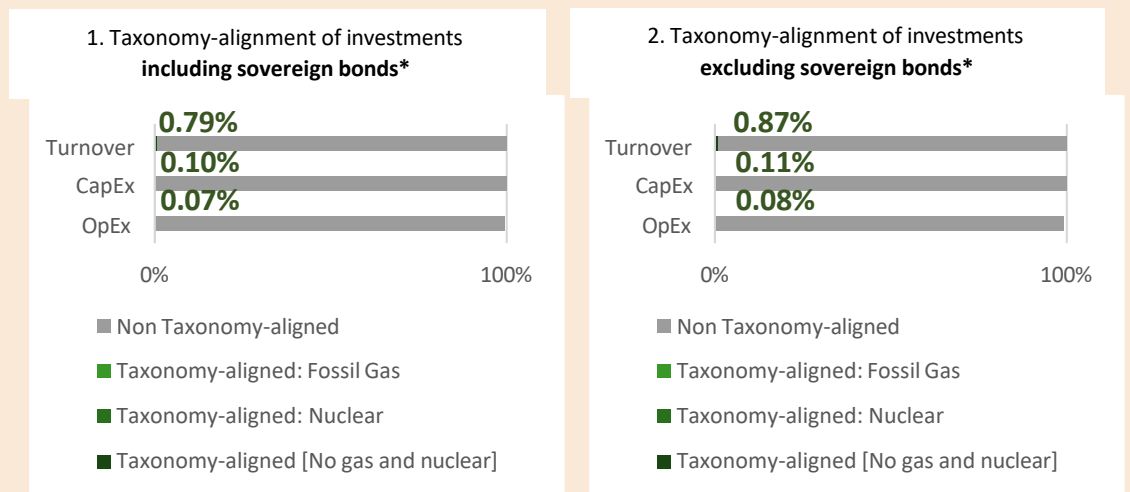 1. Taxonomy-alignment of investments
including sovereign bonds*
0.79%
Turnover
0.10%
CapEx
0.07%
OpEx
0%
100%
Non Taxonomy-aligned
Taxonomy-aligned: Fossil Gas
Taxonomy-aligned: Nuclear
Taxonomy-aligned [No gas and nuclear]
2. Taxonomy-alignment of investments
excluding sovereign bonds*
0.87%
Turnover
0.11%
CapEx
0.08%
OpEx
0%
100%
Non Taxonomy-aligned
Taxonomy-aligned: Fossil Gas
Taxonomy-aligned: Nuclear
Taxonomy-aligned [No gas and nuclear]